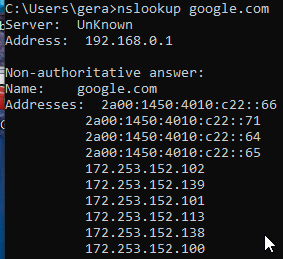 C:\Users\gera>nslookup google.com
Server:  UnKnown
Address:  192.168.0.1

Non-authoritative answer:
Name:    google.com
Addresses:  2a00:1450:4010:c22::66
          2a00:1450:4010:c22::71
          2a00:1450:4010:c22::64
          2a00:1450:4010:c22::65
          172.253.152.102
          172.253.152.139
          172.253.152.101
          172.253.152.113
          172.253.152.138
          172.253.152.100